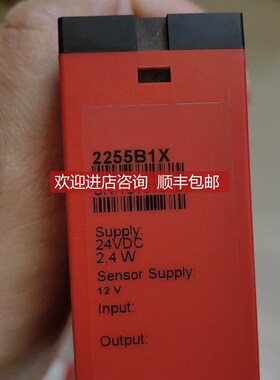 2255B1X
欢迎进店咨询 顺丰包邮
Supply:
24VDC
2.4 W
Sensor Supply:
12 V
Input:
Output: